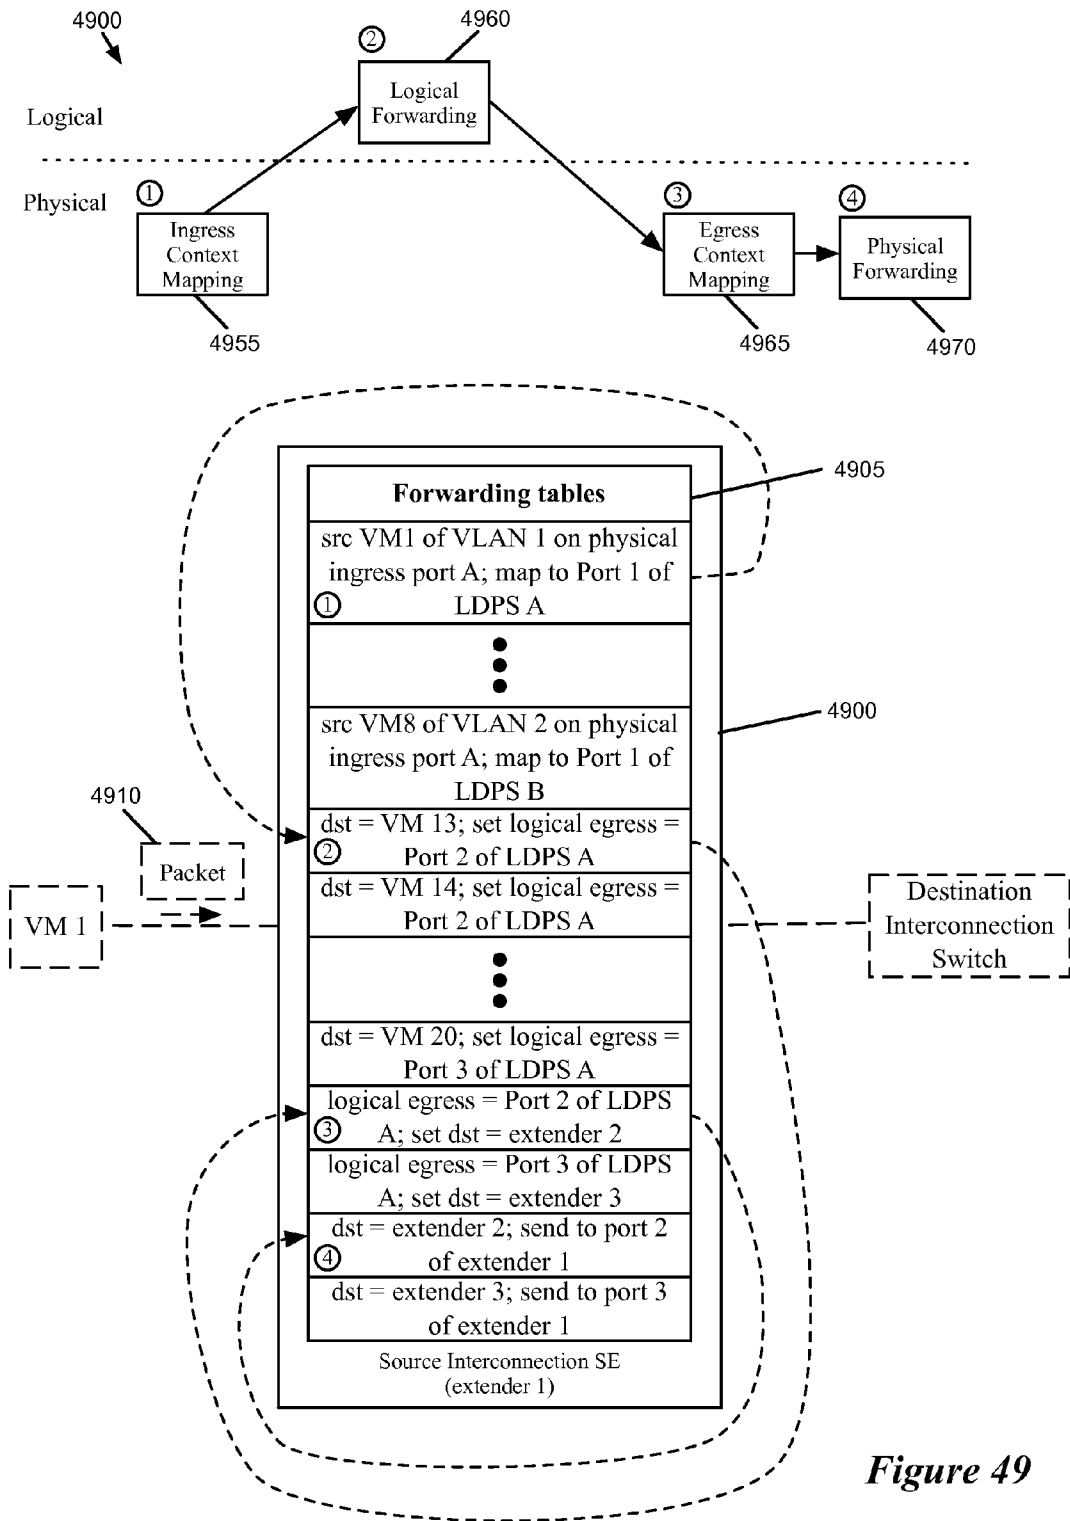 4900
4960
②
Logical
Forwarding
Logical
Physical
①
Ingress
Context
Mapping
③
Egress
Context
Mapping
④
Physical
Forwarding
4955
4965
4970
4905
Forwarding tables
src VM1 of VLAN 1 on physical
ingress port A; map to Port 1 of
① LDPS A
src VM8 of VLAN 2 on physical
ingress port A; map to Port 1 of
LDPS B
4900
4910
Packet
VM 1
dst = VM 13; set logical egress =
② Port 2 of LDPS A
dst = VM 14; set logical egress =
Port 2 of LDPS A
Destination
Interconnection
Switch
dst = VM 20; set logical egress =
Port 3 of LDPS A
logical egress = Port 2 of LDPS
③ A; set dst = extender 2
logical egress = Port 3 of LDPS
A; set dst = extender 3
dst = extender 2; send to port 2
④ of extender 1
dst = extender 3; send to port 3
of extender 1
Source Interconnection SE
(extender 1)
Figure 49